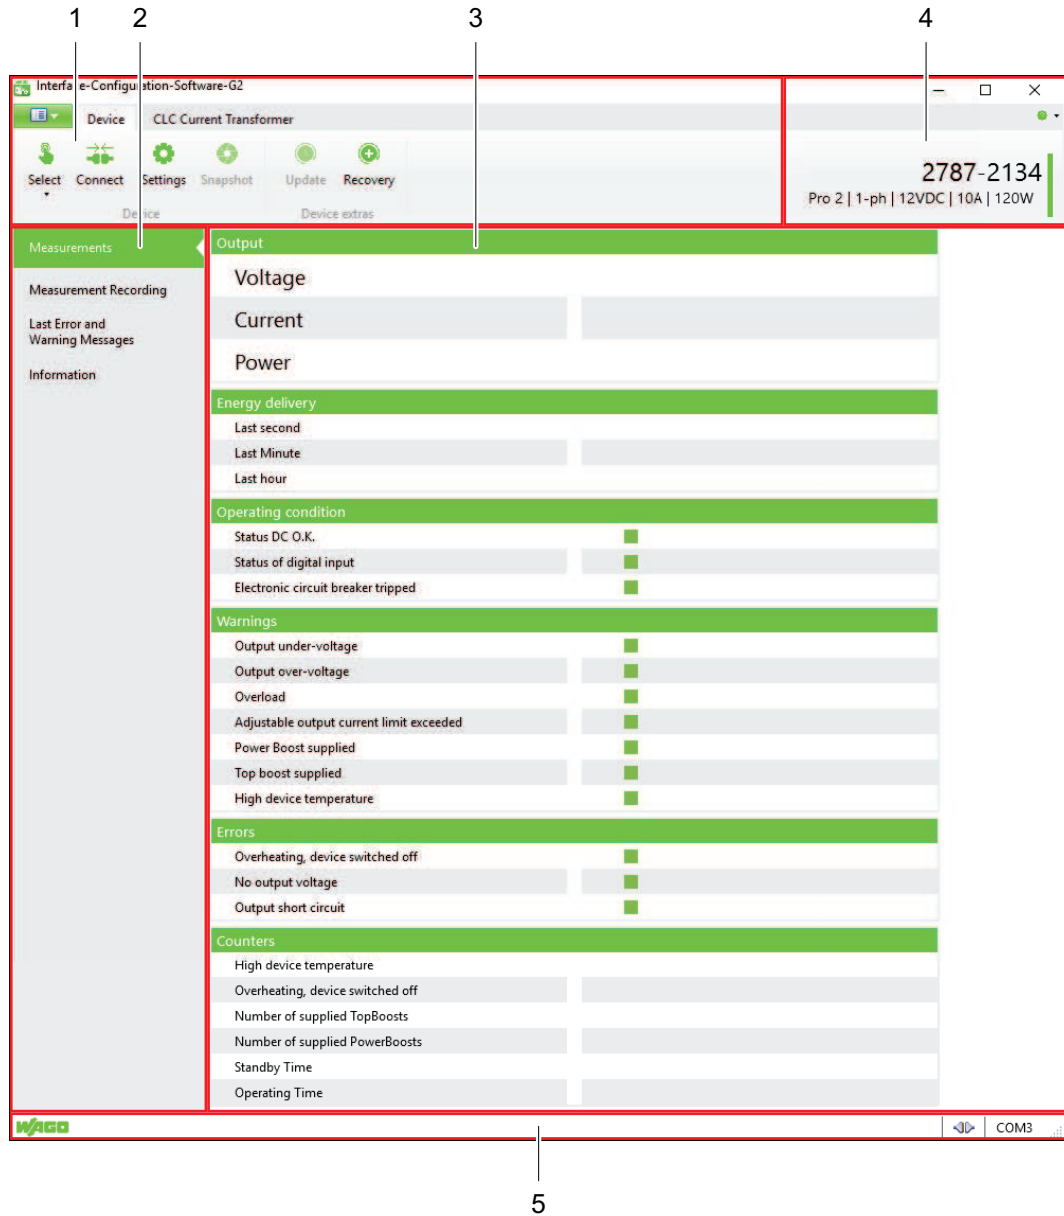 1 2 3 4
Interface-Configuration-Software-G2
Device CLC Current Transformer
Select Connect Settings Snapshot Update Recovery
Device Device extras
2787-2134
Pro 2 | 1-ph | 12VDC | 10A | 120W
Measurements
Measurement Recording
Last Error and
Warning Messages
Information
Output
Voltage
Current
Power
Energy delivery
Last second
Last Minute
Last hour
Operating condition
Status DC O.K.
Status of digital input
Electronic circuit breaker tripped
Warnings
Output under-voltage
Output over-voltage
Overload
Adjustable output current limit exceeded
Power Boost supplied
Top boost supplied
High device temperature
Errors
Overheating, device switched off
No output voltage
Output short circuit
Counters
High device temperature
Overheating, device switched off
Number of supplied TopBoosts
Number of supplied PowerBoosts
Standby Time
Operating Time
WAGO COM3
5